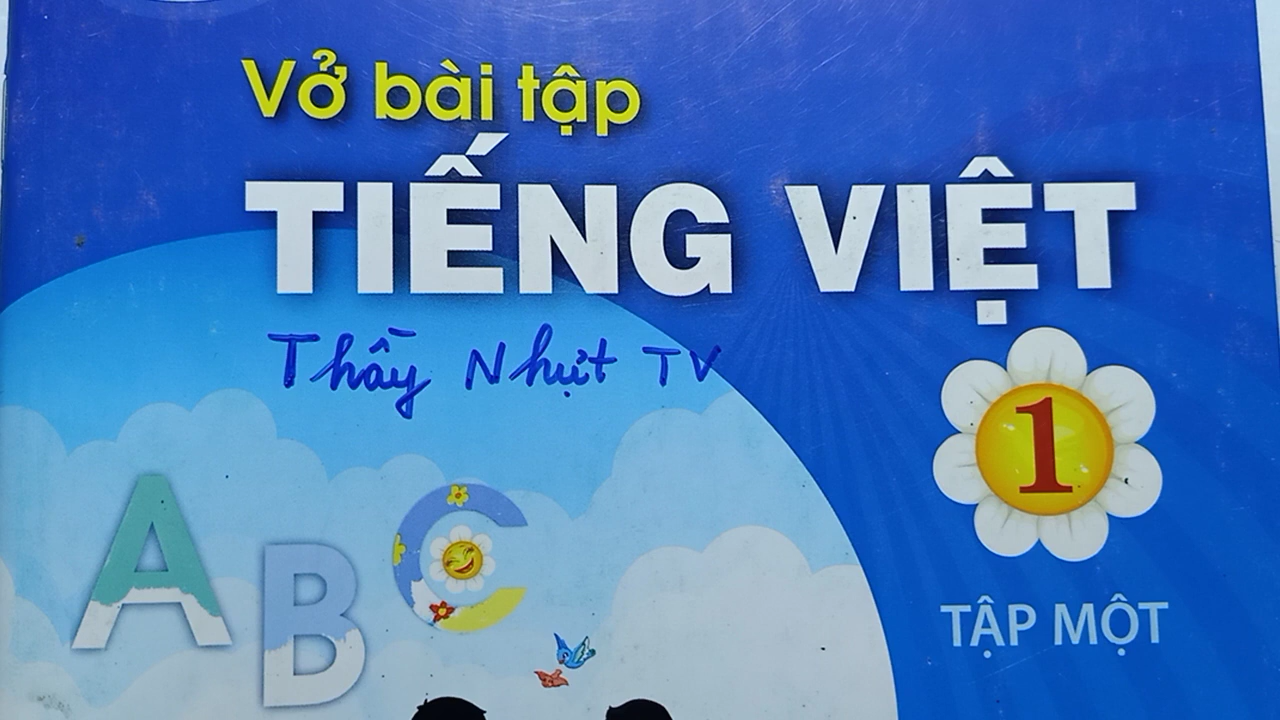 Vở bài tập
TIẾNG VIỆT
Thầy Nhựt TV
1
A B C
TẬP MỘT